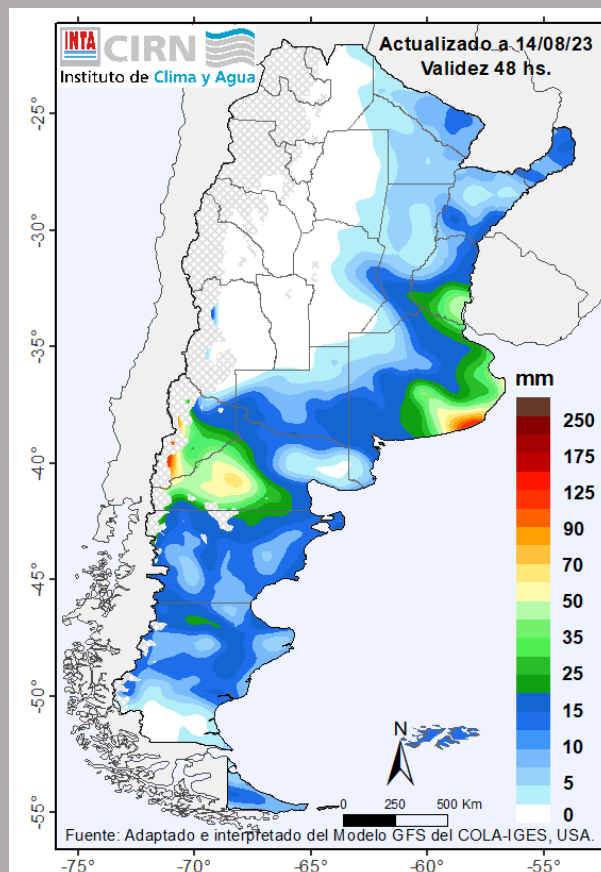 INTA CIRN
Instituto de Clima y Agua
Actualizado a 14/08/23
Validez 48 hs.
-25°
-30°
-35°
-40°
-45°
-50°
-55°
mm
250
175
125
90
70
50
35
25
15
10
5
0
N
0 250 500 Km
Fuente: Adaptado e interpretado del Modelo GFS del COLA-IGES, USA.
-75° -70° -65° -60° -55°